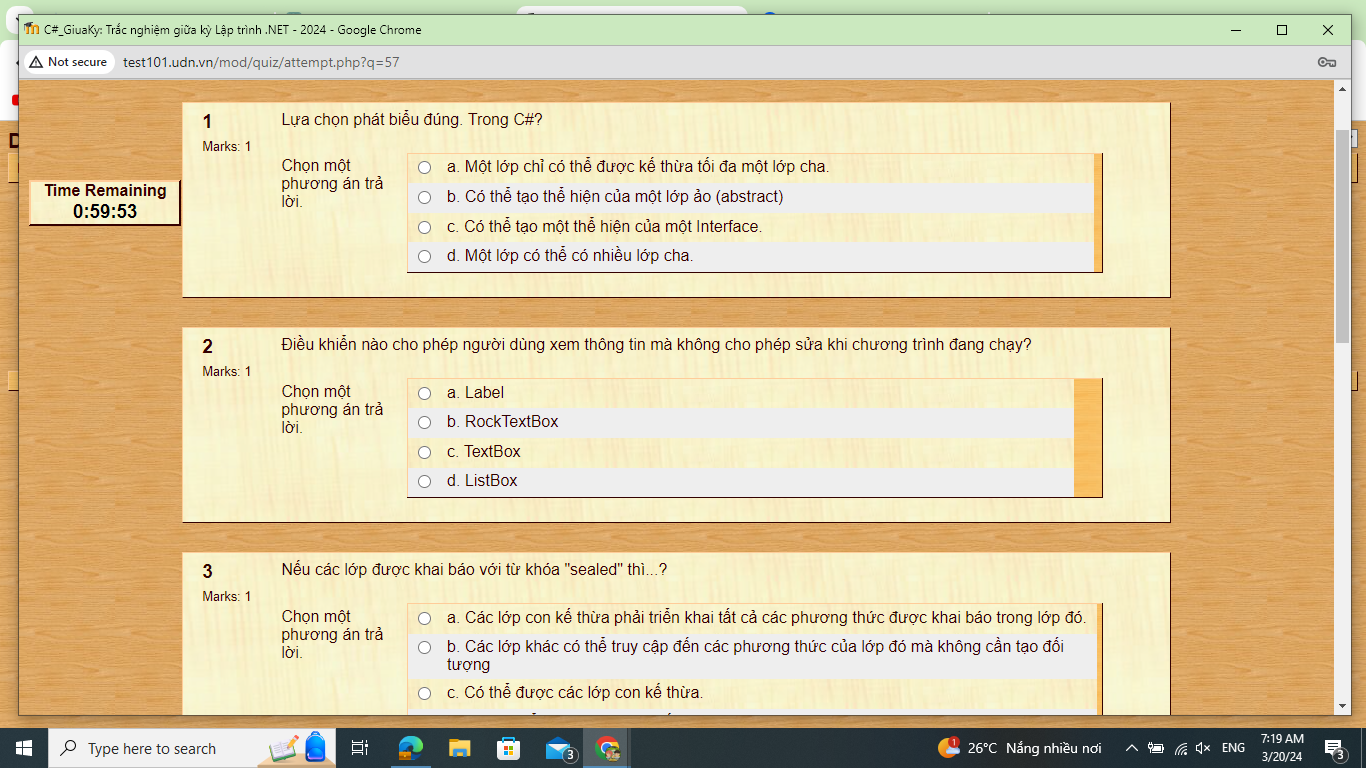 C#_GiuaKy: Trắc nghiệm giữa kỳ Lập trình .NET - 2024 - Google Chrome
Not secure test101.udn.vn/mod/quiz/attempt.php?q=57
1
Marks: 1
Lựa chọn phát biểu đúng. Trong C#?
Chọn một
phương án trả
lời.
a. Một lớp chỉ có thể được kế thừa tối đa một lớp cha.
b. Có thể tạo thể hiện của một lớp ảo (abstract)
c. Có thể tạo một thể hiện của một Interface.
d. Một lớp có thể có nhiều lớp cha.
Time Remaining
0:59:53
2
Marks: 1
Điều khiển nào cho phép người dùng xem thông tin mà không cho phép sửa khi chương trình đang chạy?
Chọn một
phương án trả
lời.
a. Label
b. RockTextBox
c. TextBox
d. ListBox
3
Marks: 1
Nếu các lớp được khai báo với từ khóa "sealed" thì...?
Chọn một
phương án trả
lời.
a. Các lớp con kế thừa phải triển khai tất cả các phương thức được khai báo trong lớp đó.
b. Các lớp khác có thể truy cập đến các phương thức của lớp đó mà không cần tạo đối
tượng
c. Có thể được các lớp con kế thừa.
Type here to search
3
1
26°C Nắng nhiều nơi
ENG
7:19 AM
3/20/24
3